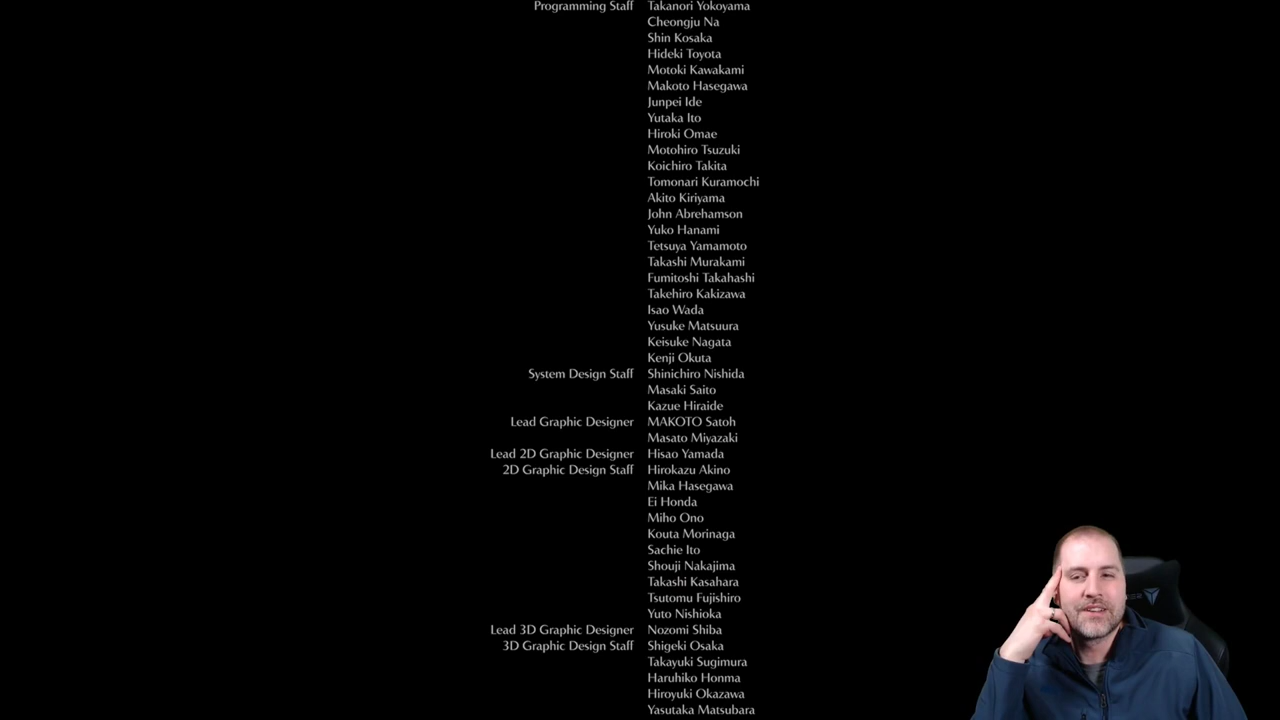 Programming Staff Takanori Yokoyama
Cheongju Na
Shin Kosaka
Hideki Toyota
Motoki Kawakami
Makoto Hasegawa
Junpei Ide
Yutaka Ito
Hiroki Omae
Motohiro Tsuzuki
Koichiro Takita
Tomonari Kuramochi
Akito Kiriyama
John Abrehamson
Yuko Hanami
Tetsuya Yamamoto
Takashi Murakami
Fumitoshi Takahashi
Takehiro Kakizawa
Isao Wada
Yusuke Matsuura
Keisuke Nagata
Kenji Okuta
System Design Staff Shinichiro Nishida
Masaki Saito
Kazue Hiraide
Lead Graphic Designer MAKOTO Satoh
Masato Miyazaki
Lead 2D Graphic Designer Hisao Yamada
2D Graphic Design Staff Hirokazu Akino
Mika Hasegawa
Ei Honda
Miho Ono
Kouta Morinaga
Sachie Ito
Shouji Nakajima
Takashi Kasahara
Tsutomu Fujishiro
Yuto Nishioka
Lead 3D Graphic Designer Nozomi Shiba
3D Graphic Design Staff Shigeki Osaka
Takayuki Sugimura
Haruhiko Honma
Hiroyuki Okazawa
Yasutaka Matsubara